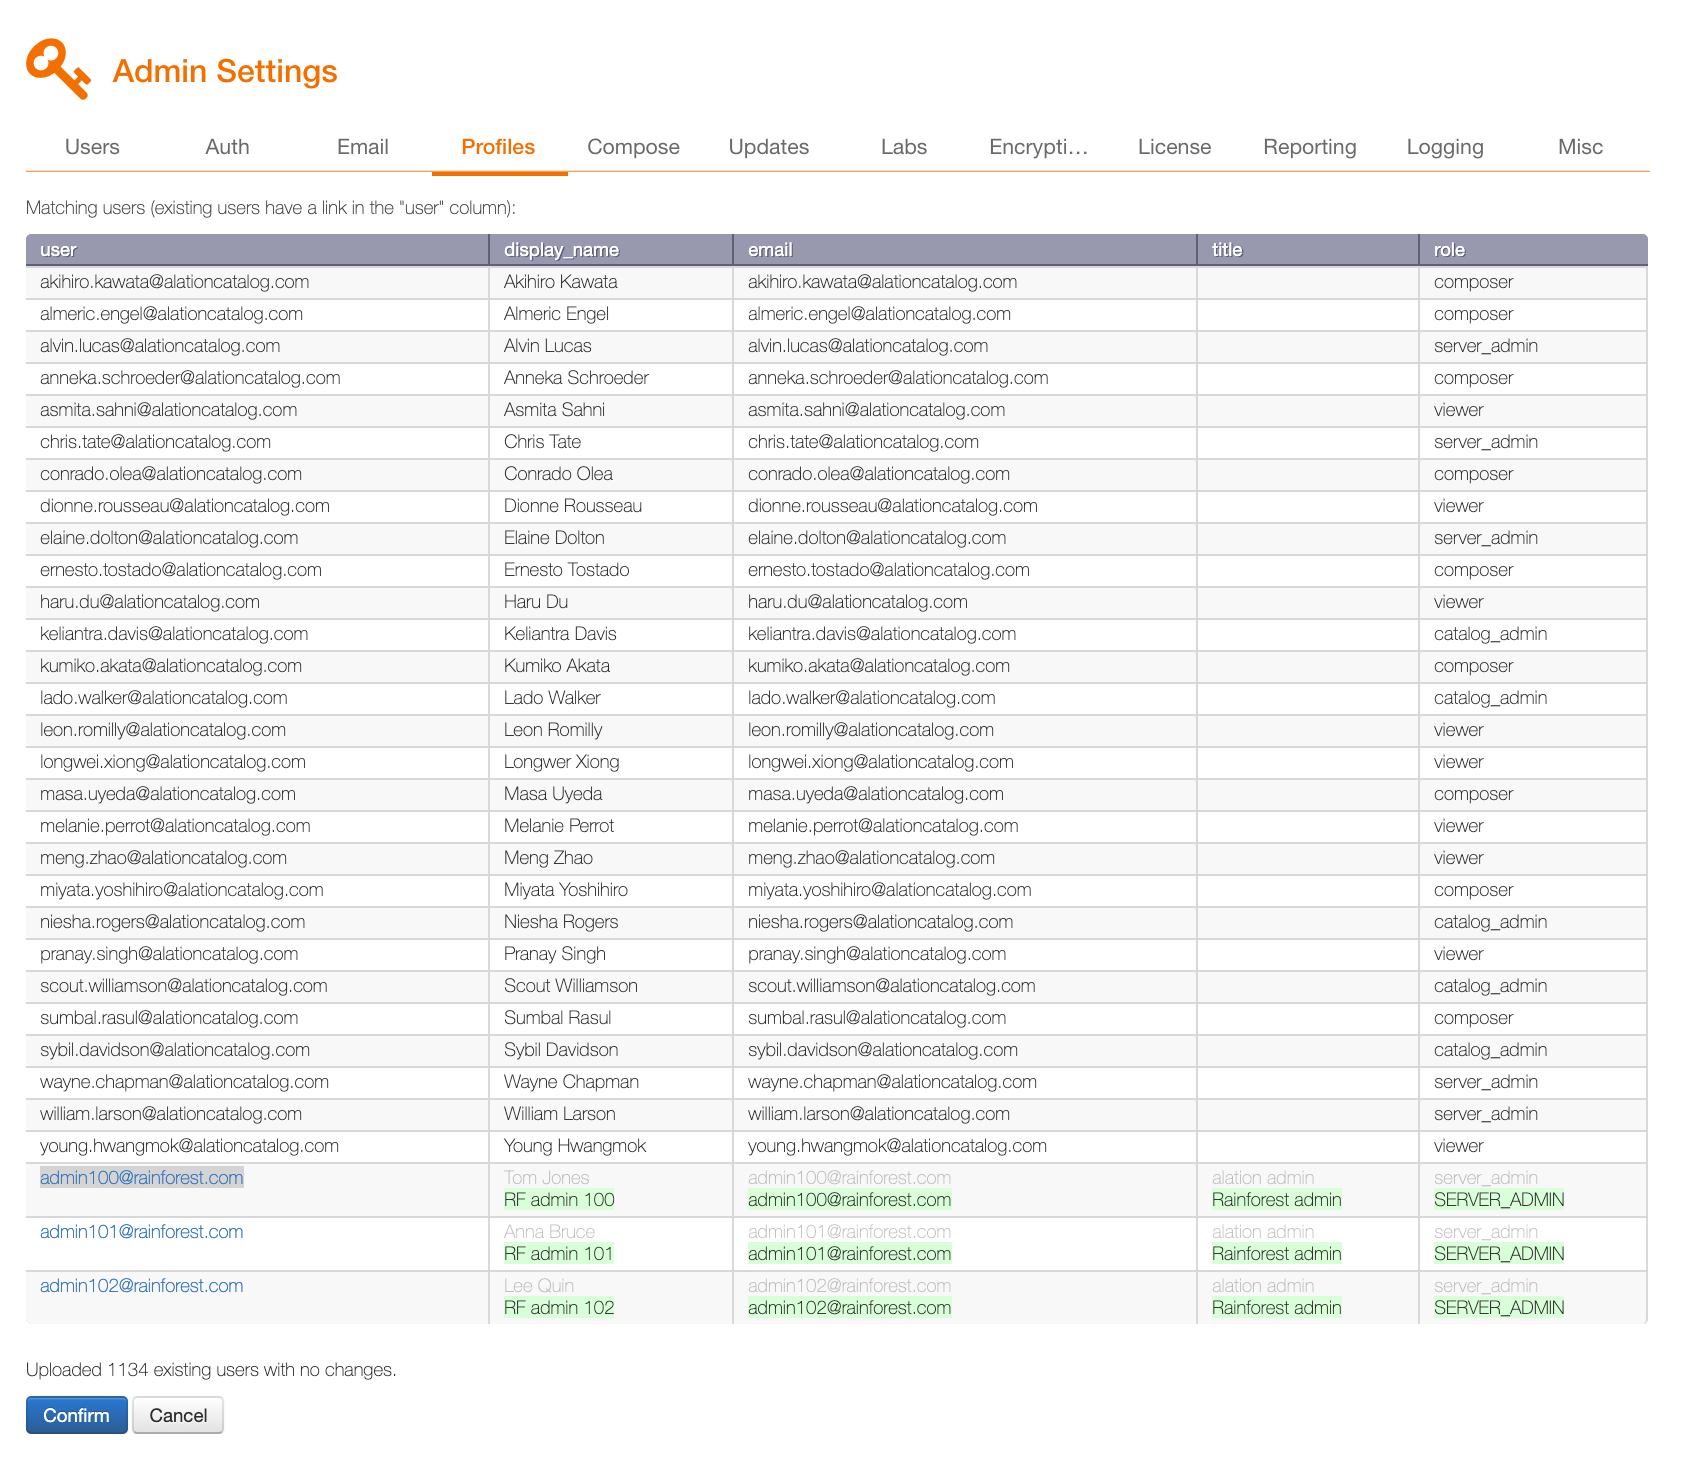 Admin Settings
Users Auth Email Profiles Compose Updates Labs Encrypti... License Reporting Logging Misc
Matching users (existing users have a link in the "user" column):
user display_name email title role
akihiro.kawata@alationcatalog.com Akihiro Kawata akihiro.kawata@alationcatalog.com composer
almeric.engel@alationcatalog.com Almeric Engel almeric.engel@alationcatalog.com composer
alvin.lucas@alationcatalog.com Alvin Lucas alvin.lucas@alationcatalog.com server_admin
anneka.schroeder@alationcatalog.com Anneka Schroeder anneka.schroeder@alationcatalog.com composer
asmita.sahni@alationcatalog.com Asmita Sahni asmita.sahni@alationcatalog.com viewer
chris.tate@alationcatalog.com Chris Tate chris.tate@alationcatalog.com server_admin
conrado.olea@alationcatalog.com Conrado Olea conrado.olea@alationcatalog.com composer
dionne.rousseau@alationcatalog.com Dionne Rousseau dionne.rousseau@alationcatalog.com viewer
elaine.dolton@alationcatalog.com Elaine Dolton elaine.dolton@alationcatalog.com server_admin
ernesto.tostado@alationcatalog.com Ernesto Tostado ernesto.tostado@alationcatalog.com composer
haru.du@alationcatalog.com Haru Du haru.du@alationcatalog.com viewer
keliantra.davis@alationcatalog.com Keliantra Davis keliantra.davis@alationcatalog.com catalog_admin
kumiko.akata@alationcatalog.com Kumiko Akata kumiko.akata@alationcatalog.com composer
lado.walker@alationcatalog.com Lado Walker lado.walker@alationcatalog.com catalog_admin
leon.romilly@alationcatalog.com Leon Romilly leon.romilly@alationcatalog.com viewer
longwei.xiong@alationcatalog.com Longwer Xiong longwei.xiong@alationcatalog.com viewer
masa.uyeda@alationcatalog.com Masa Uyeda masa.uyeda@alationcatalog.com composer
melanie.perrot@alationcatalog.com Melanie Perrot melanie.perrot@alationcatalog.com viewer
meng.zhao@alationcatalog.com Meng Zhao meng.zhao@alationcatalog.com viewer
miyata.yoshihiro@alationcatalog.com Miyata Yoshihiro miyata.yoshihiro@alationcatalog.com composer
niesha.rogers@alationcatalog.com Niesha Rogers niesha.rogers@alationcatalog.com catalog_admin
pranay.singh@alationcatalog.com Pranay Singh pranay.singh@alationcatalog.com viewer
scout.williamson@alationcatalog.com Scout Williamson scout.williamson@alationcatalog.com catalog_admin
sumbal.rasul@alationcatalog.com Sumbal Rasul sumbal.rasul@alationcatalog.com composer
sybil.davidson@alationcatalog.com Sybil Davidson sybil.davidson@alationcatalog.com catalog_admin
wayne.chapman@alationcatalog.com Wayne Chapman wayne.chapman@alationcatalog.com server_admin
william.larson@alationcatalog.com William Larson william.larson@alationcatalog.com server_admin
young.hwangmok@alationcatalog.com Young Hwangmok young.hwangmok@alationcatalog.com viewer
admin100@rainforest.com Tom Jones admin100@rainforest.com alation admin server_admin
RF admin 100 admin100@rainforest.com Rainforest admin SERVER_ADMIN
admin101@rainforest.com Anna Bruce admin101@rainforest.com alation admin server_admin
RF admin 101 admin101@rainforest.com Rainforest admin SERVER_ADMIN
admin102@rainforest.com Lee Quin admin102@rainforest.com alation admin server_admin
RF admin 102 admin102@rainforest.com Rainforest admin SERVER_ADMIN
Uploaded 1134 existing users with no changes.
Confirm Cancel